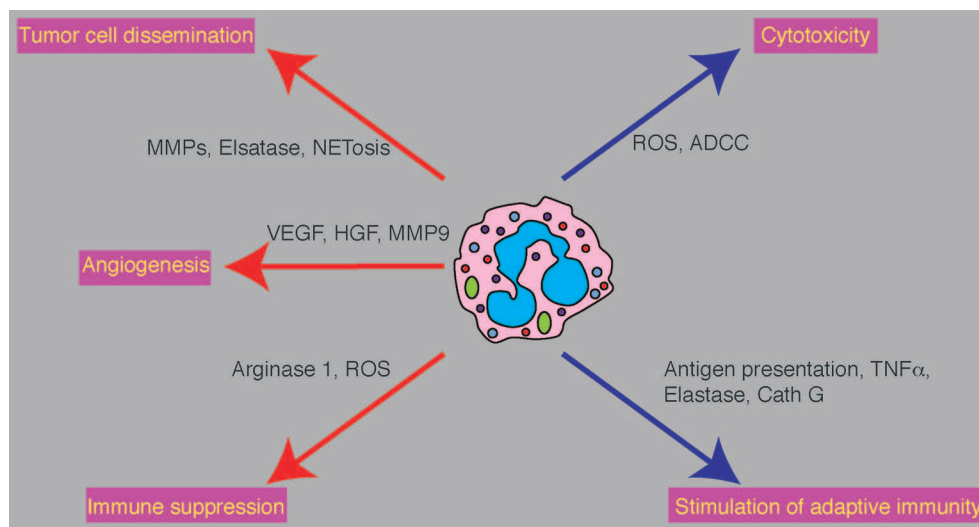 Tumor cell dissemination
Cytotoxicity
MMPs, Elsatase, NETosis
ROS, ADCC
VEGF, HGF, MMP9
Angiogenesis
Arginase 1, ROS
Antigen presentation, TNFα,
Elastase, Cath G
Immune suppression
Stimulation of adaptive immunity